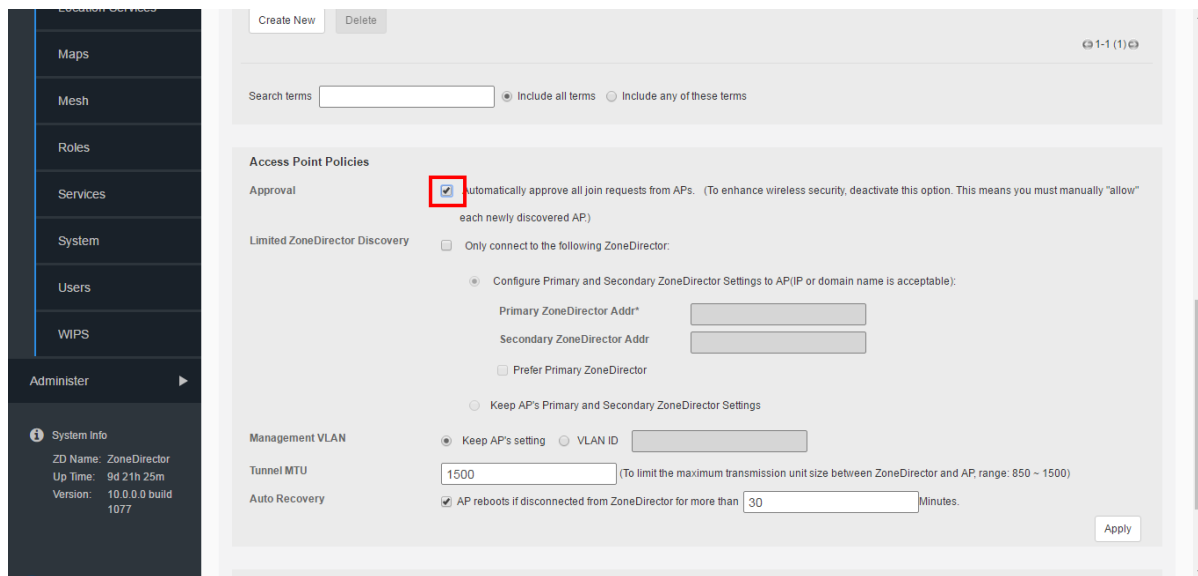 Location Services
Maps
Mesh
Roles
Services
System
Users
WIPS
Administer
System Info
ZD Name: ZoneDirector
Up Time: 9d 21h 25m
Version: 10.0.0.0 build
1077
Create New Delete
1-1 (1)
Search terms Include all terms Include any of these terms
Access Point Policies
Approval Automatically approve all join requests from APs. (To enhance wireless security, deactivate this option. This means you must manually "allow"
each newly discovered AP.)
Limited ZoneDirector Discovery Only connect to the following ZoneDirector:
Configure Primary and Secondary ZoneDirector Settings to AP(IP or domain name is acceptable):
Primary ZoneDirector Addr*
Secondary ZoneDirector Addr
Prefer Primary ZoneDirector
Keep AP's Primary and Secondary ZoneDirector Settings
Management VLAN Keep AP's setting VLAN ID
Tunnel MTU 1500 (To limit the maximum transmission unit size between ZoneDirector and AP, range: 850 ~ 1500)
Auto Recovery AP reboots if disconnected from ZoneDirector for more than 30 Minutes.
Apply